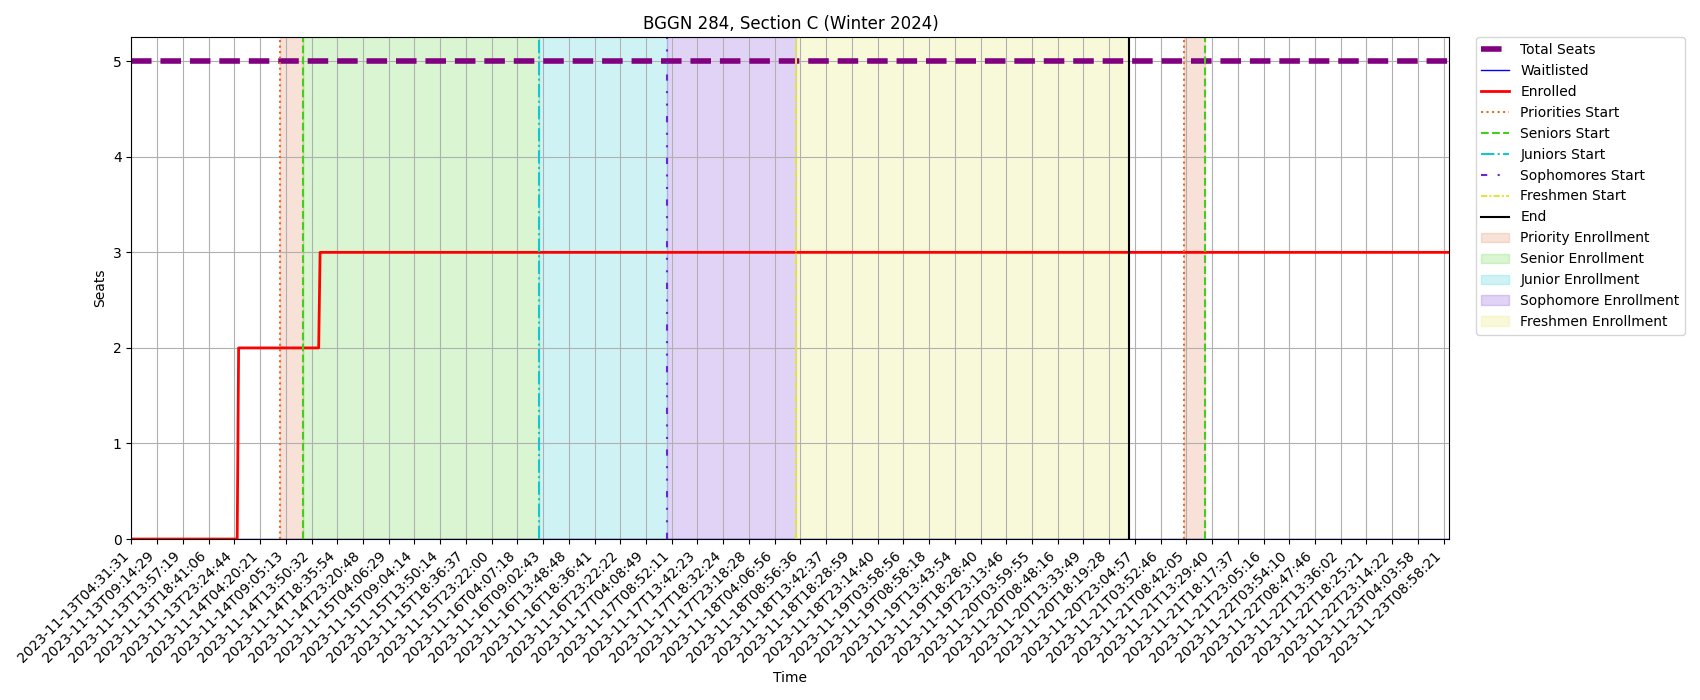 BGGN 284, Section C (Winter 2024)
Seats
5
4
3
2
1
0
2023-11-13T04:31:31
2023-11-13T09:14:29
2023-11-13T13:57:19
2023-11-13T18:41:06
2023-11-13T23:24:44
2023-11-14T04:20:21
2023-11-14T09:05:13
2023-11-14T13:50:32
2023-11-14T18:35:54
2023-11-14T23:20:48
2023-11-15T04:06:29
2023-11-15T09:04:14
2023-11-15T13:50:14
2023-11-15T18:36:37
2023-11-15T23:22:00
2023-11-16T04:07:18
2023-11-16T09:02:43
2023-11-16T13:48:48
2023-11-16T18:36:41
2023-11-16T23:22:22
2023-11-17T04:08:49
2023-11-17T08:52:11
2023-11-17T13:42:23
2023-11-17T18:32:24
2023-11-17T23:18:28
2023-11-18T04:06:56
2023-11-18T08:56:36
2023-11-18T13:42:37
2023-11-18T18:28:59
2023-11-18T23:14:40
2023-11-19T03:58:56
2023-11-19T08:58:18
2023-11-19T13:43:54
2023-11-19T18:28:40
2023-11-19T23:13:46
2023-11-20T03:59:55
2023-11-20T08:48:16
2023-11-20T13:33:49
2023-11-20T18:19:28
2023-11-20T23:04:57
2023-11-21T03:52:46
2023-11-21T08:42:05
2023-11-21T13:29:40
2023-11-21T18:17:37
2023-11-21T23:05:16
2023-11-22T03:54:10
2023-11-22T08:47:46
2023-11-22T13:36:02
2023-11-22T18:25:21
2023-11-22T23:14:22
2023-11-23T04:03:58
2023-11-23T08:58:21
Time
Total Seats
Waitlisted
Enrolled
Priorities Start
Seniors Start
Juniors Start
Sophomores Start
Freshmen Start
End
Priority Enrollment
Senior Enrollment
Junior Enrollment
Sophomore Enrollment
Freshmen Enrollment